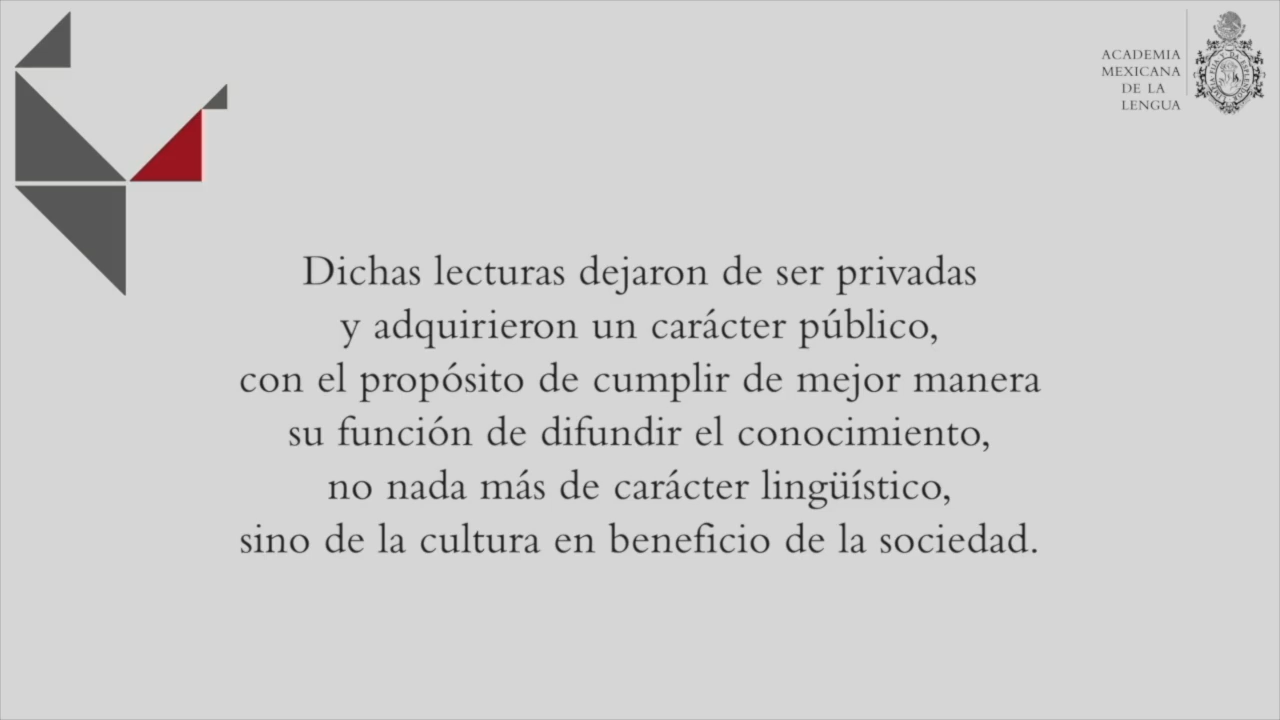 ACADEMIA
MEXICANA
DE LA
LENGUA
Dichas lecturas dejaron de ser privadas
y adquirieron un carácter público,
con el propósito de cumplir de mejor manera
su función de difundir el conocimiento,
no nada más de carácter lingüístico,
sino de la cultura en beneficio de la sociedad.